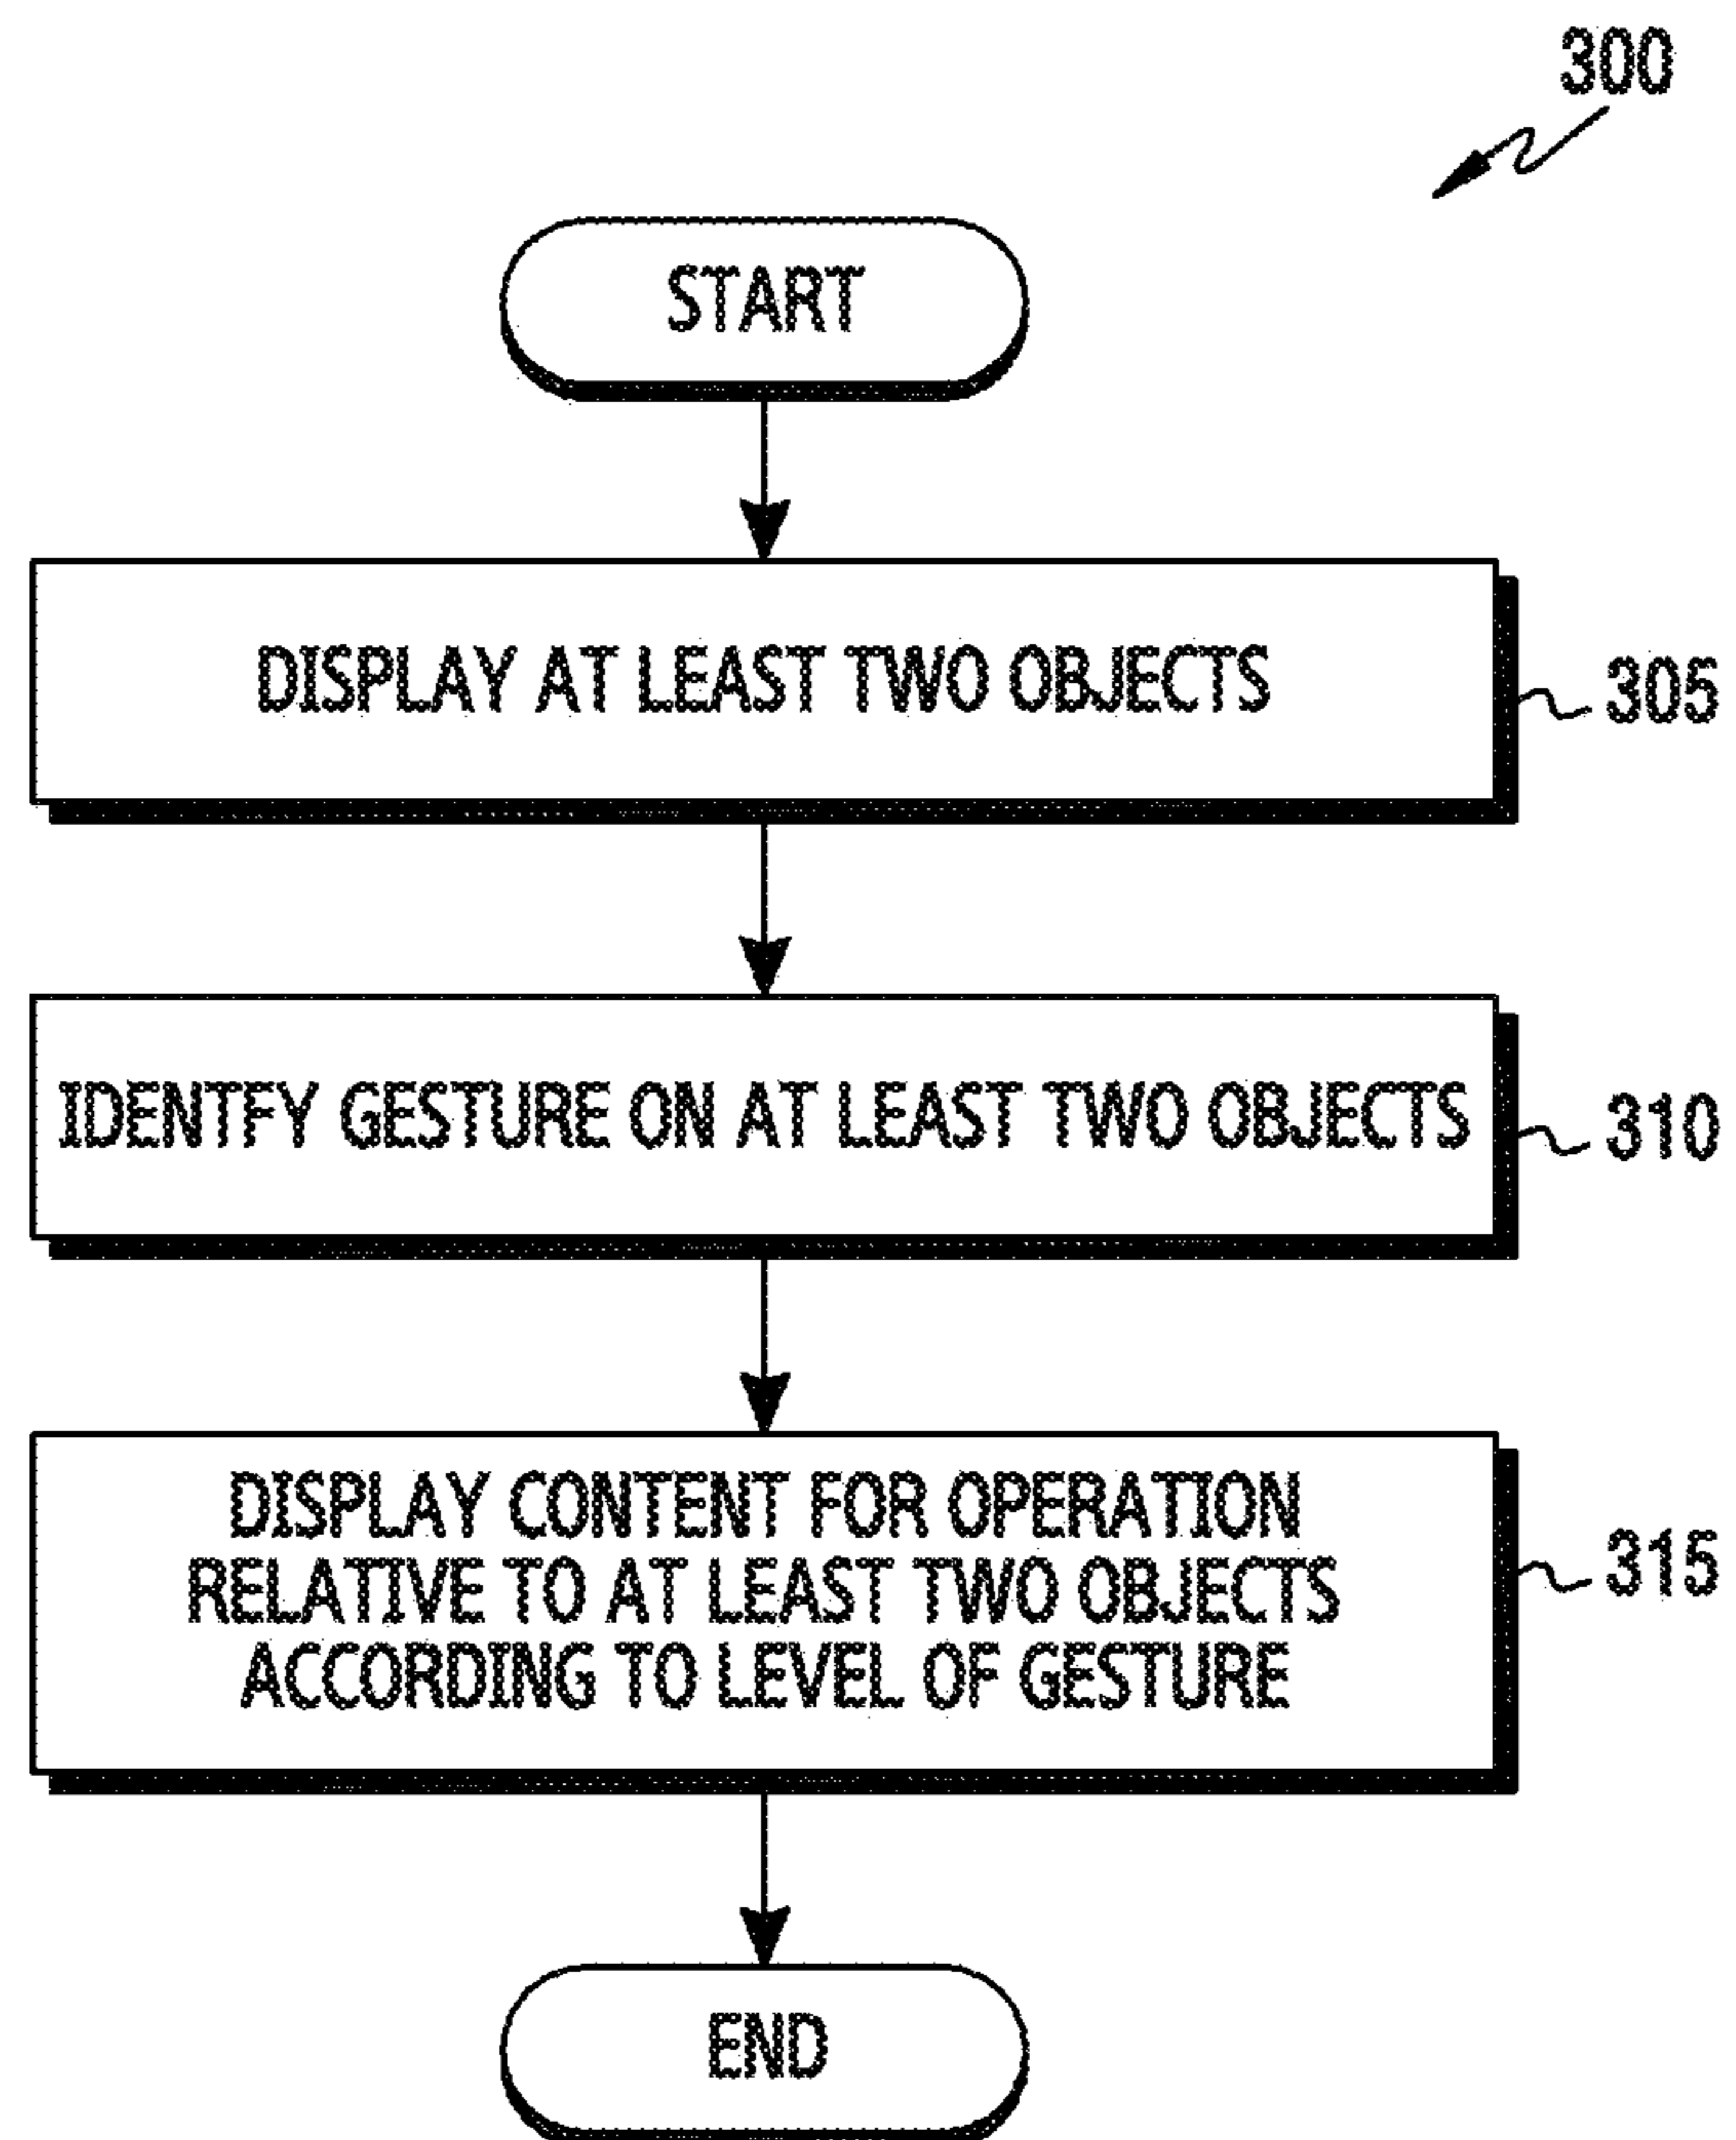 300
START
DISPLAY AT LEAST TWO OBJECTS
305
IDENTFY GESTURE ON AT LEAST TWO OBJECTS
310
DISPLAY CONTENT FOR OPERATION
RELATIVE TO AT LEAST TWO OBJECTS
ACCORDING TO LEVEL OF GESTURE
315
END